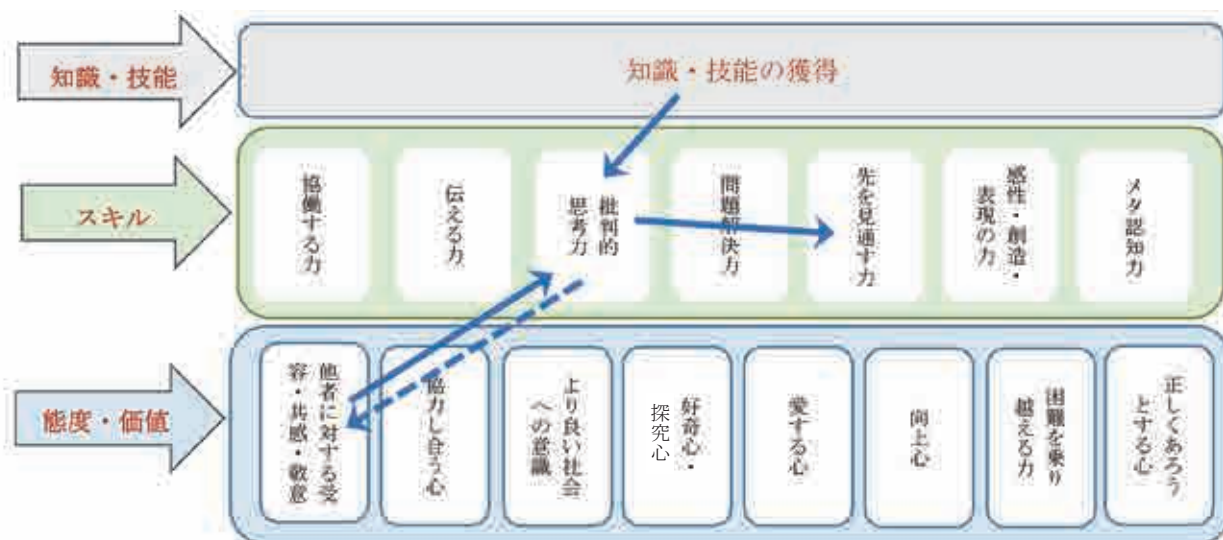 知識・技能
知識・技能の獲得
スキル
協働する力
伝える力
批判的
思考力
問題解決力
先を見通す力
感性・創造・
表現の力
メタ認知力
態度・価値
他者に対する受
容・共感・敬意
協力し合う心
より良い社会
への意識
好奇心・
探究心
愛する心
向上心
困難を乗り
越える力
正しくあろう
とする心